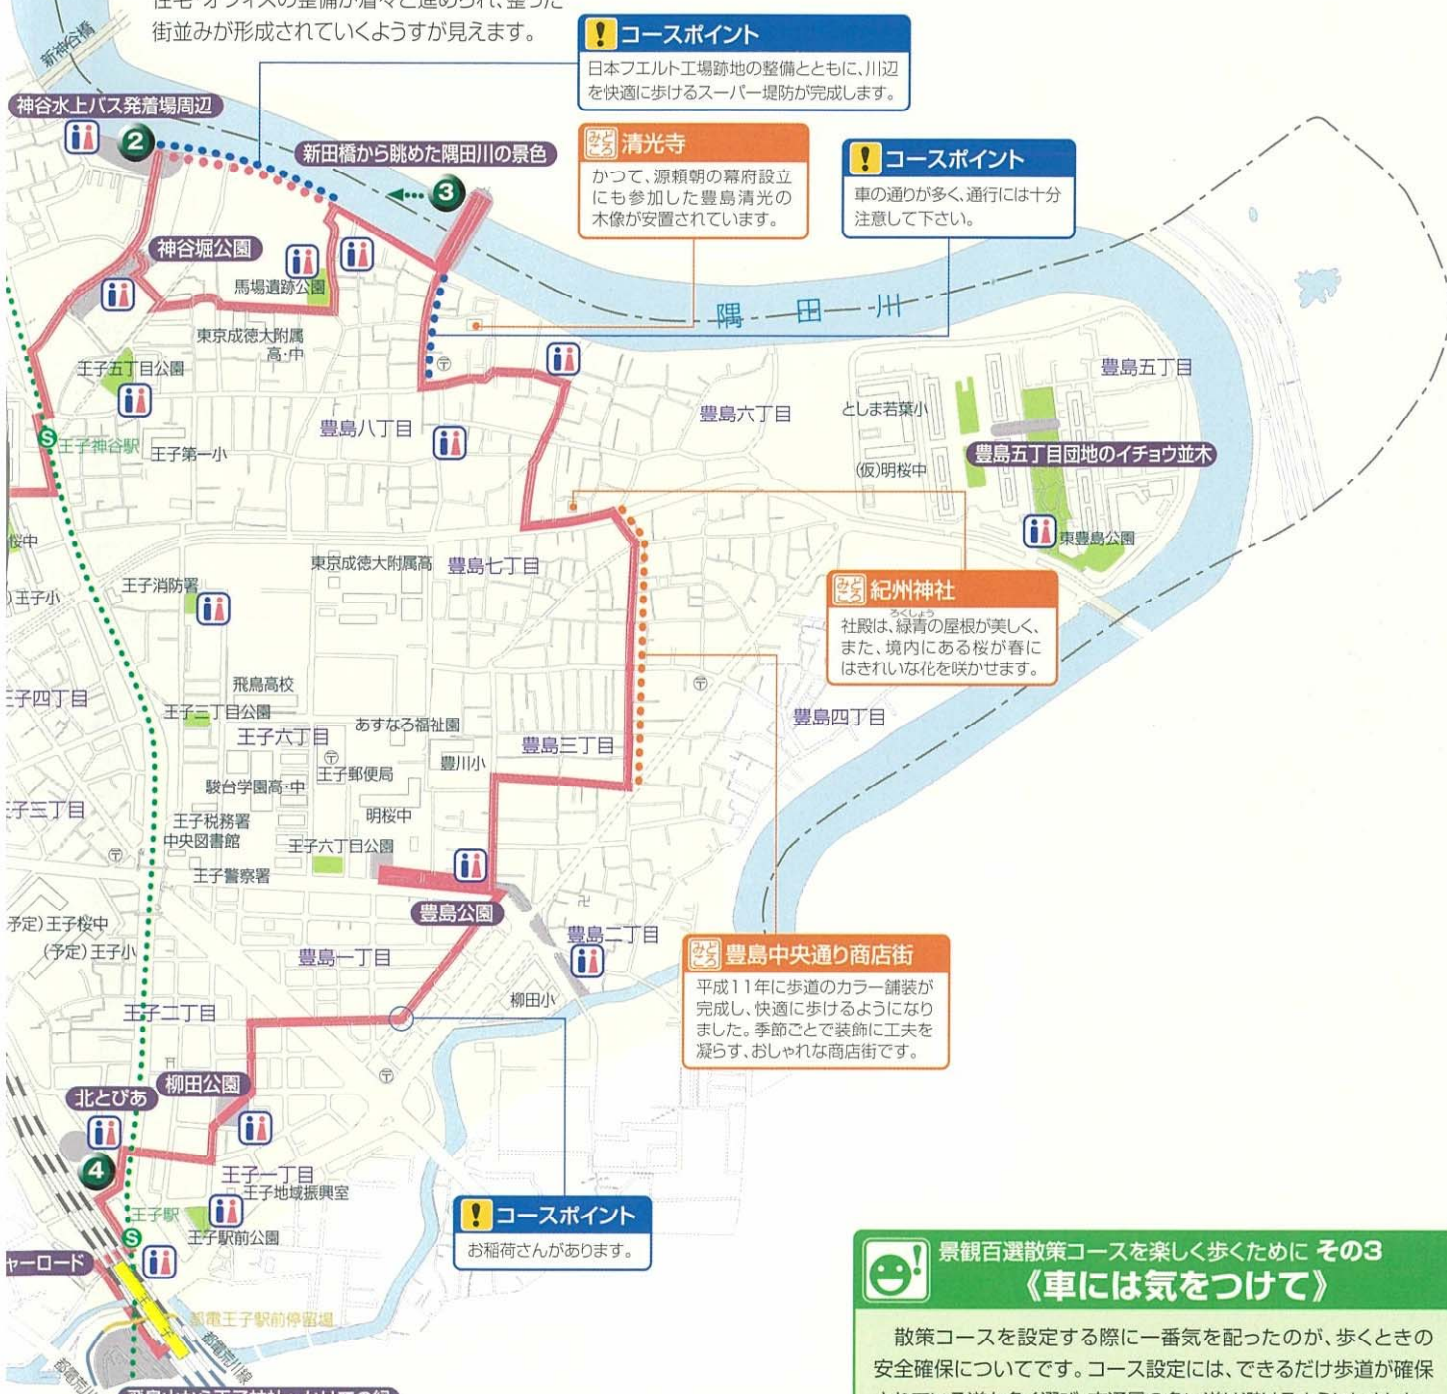 街並みが形成されていくようすが見えます。
新神谷橋
! コースポイント
日本フエルト工場跡地の整備とともに、川辺
を快適に歩けるスーパー堤防が完成します。
神谷水上バス発着場周辺
2
新田橋から眺めた隅田川の景色
3
みどころ 清光寺
かつて、源頼朝の幕府設立
にも参加した豊島清光の
木像が安置されています。
! コースポイント
車の通りが多く、通行には十分
注意して下さい。
神谷堀公園
馬場遺跡公園
隅田川
東京成徳大附属
高・中
王子五丁目公園
豊島五丁目
豊島六丁目
としま若葉小
豊島八丁目
S 王子神谷駅
王子第一小
豊島五丁目団地のイチョウ並木
(仮)明桜中
東豊島公園
桜中
東京成徳大附属高
豊島七丁目
王子消防署
王子小
みどころ 紀州神社
ろくしょう
社殿は、緑青の屋根が美しく、
また、境内にある桜が春に
はきれいな花を咲かせます。
飛鳥高校
子四丁目
王子三丁目公園
王子六丁目
あすなろ福祉園
豊島四丁目
豊島三丁目
豊川小
王子郵便局
駿台学園高・中
子三丁目
明桜中
王子税務署
中央図書館
王子六丁目公園
王子警察署
豊島公園
予定)王子桜中
(予定)王子小
豊島一丁目
豊島二丁目
みどころ 豊島中央通り商店街
平成11年に歩道のカラー舗装が
完成し、快適に歩けるようになり
ました。季節ごとで装飾に工夫を
凝らす、おしゃれな商店街です。
柳田小
王子二丁目
柳田公園
北とぴあ
4
王子一丁目
王子地域振興室
王子駅
S
王子駅前公園
! コースポイント
お稲荷さんがあります。
ャーロード
王子
都電王子駅前停留場
都電荒川線
景観百選散策コースを楽しく歩くために その3
《車には気をつけて》
散策コースを設定する際に一番気を配ったのが、歩くときの
安全確保についてです。コース設定には、できるだけ歩道が確保